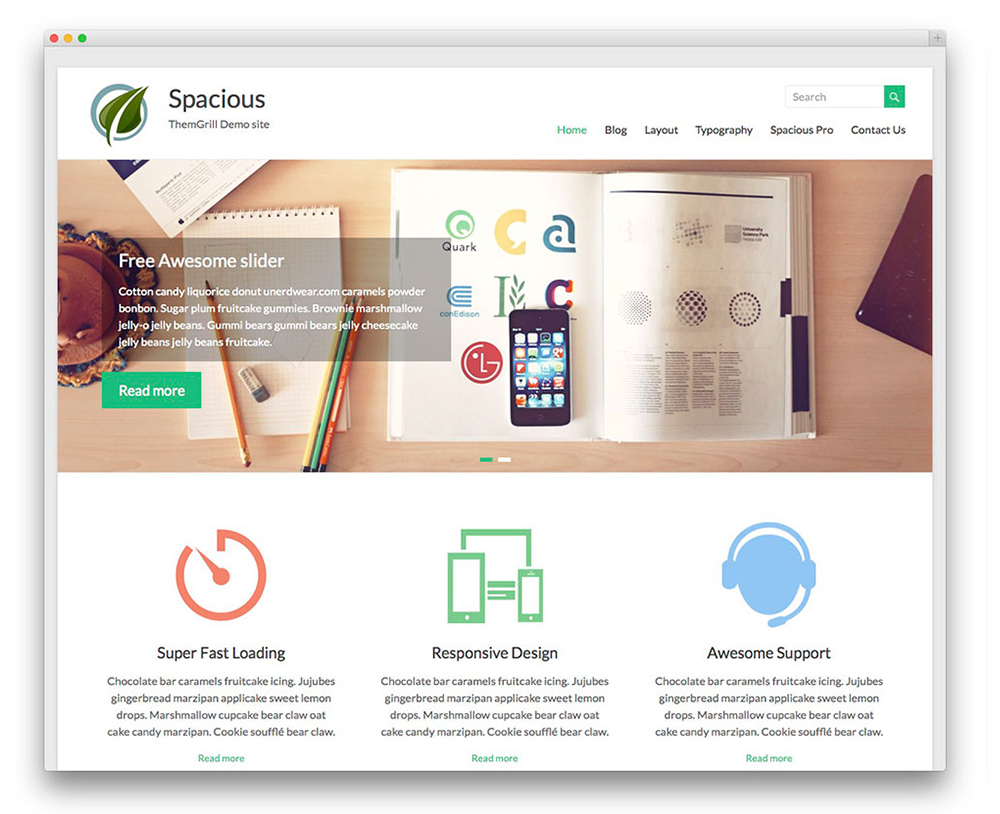 Spacious
ThemGrill Demo site
Search
Home Blog Layout Typography Spacious Pro Contact Us
Quark
University
Science Park
conEdison
LG
Free Awesome slider
Cotton candy liquorice donut unerdwear.com caramels powder
bonbon. Sugar plum fruitcake gummies. Brownie marshmallow
jelly-o jelly beans. Gummi bears gummi bears jelly cheesecake
jelly beans jelly beans fruitcake.
Read more
Super Fast Loading
Chocolate bar caramels fruitcake icing. Jujubes
gingerbread marzipan applicake sweet lemon
drops. Marshmallow cupcake bear claw oat
cake candy marzipan. Cookie soufflé bear claw.
Read more
Responsive Design
Chocolate bar caramels fruitcake icing. Jujubes
gingerbread marzipan applicake sweet lemon
drops. Marshmallow cupcake bear claw oat
cake candy marzipan. Cookie soufflé bear claw.
Read more
Awesome Support
Chocolate bar caramels fruitcake icing. Jujubes
gingerbread marzipan applicake sweet lemon
drops. Marshmallow cupcake bear claw oat
cake candy marzipan. Cookie soufflé bear claw.
Read more